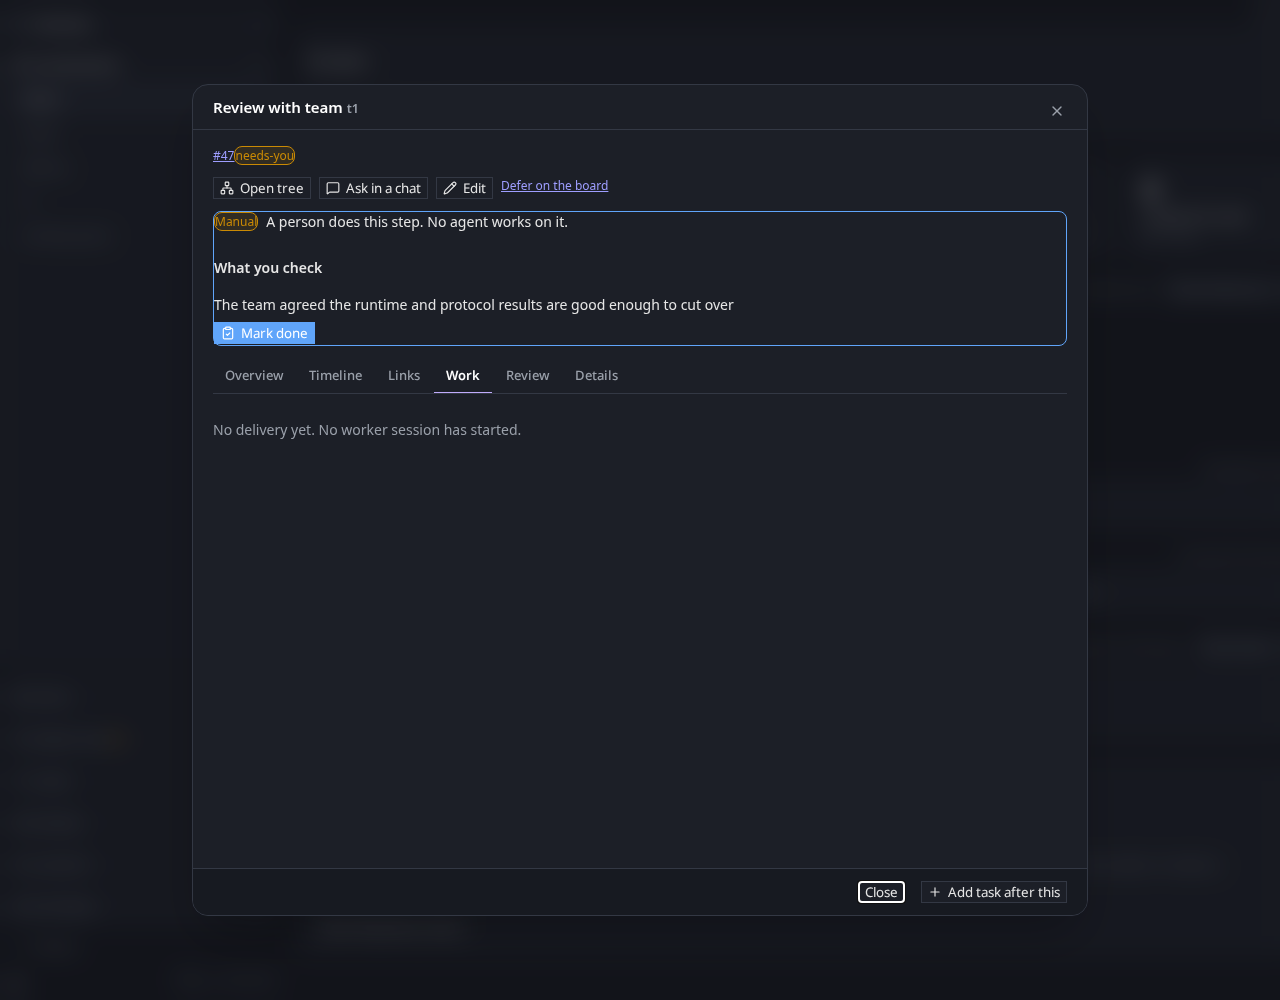 Review with team t1
#47 needs-you
Open tree Ask in a chat Edit Defer on the board
Manual A person does this step. No agent works on it.
What you check
The team agreed the runtime and protocol results are good enough to cut over
Mark done
Overview Timeline Links Work Review Details
No delivery yet. No worker session has started.
Close Add task after this